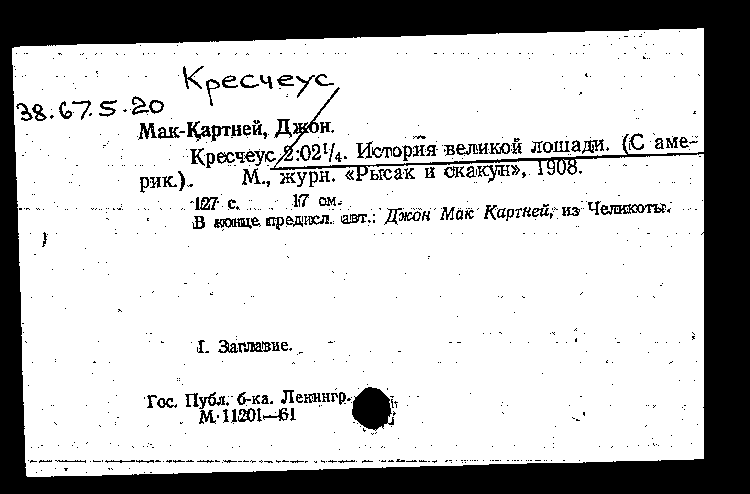 Кресчеус
38.67.5.20
Мак-Картней, Джон.
Кресчеус 2:02¼. История великой лошади. (С аме-
рик.). М., журн. «Рысак и скакун», 1908.
127 с. 17 см.
В конце предисл. авт.: Джон Мак Картней, из Челикоты.
I. Заглавие.
Гос. Публ. б-ка. Ленингр.
М-11201—61